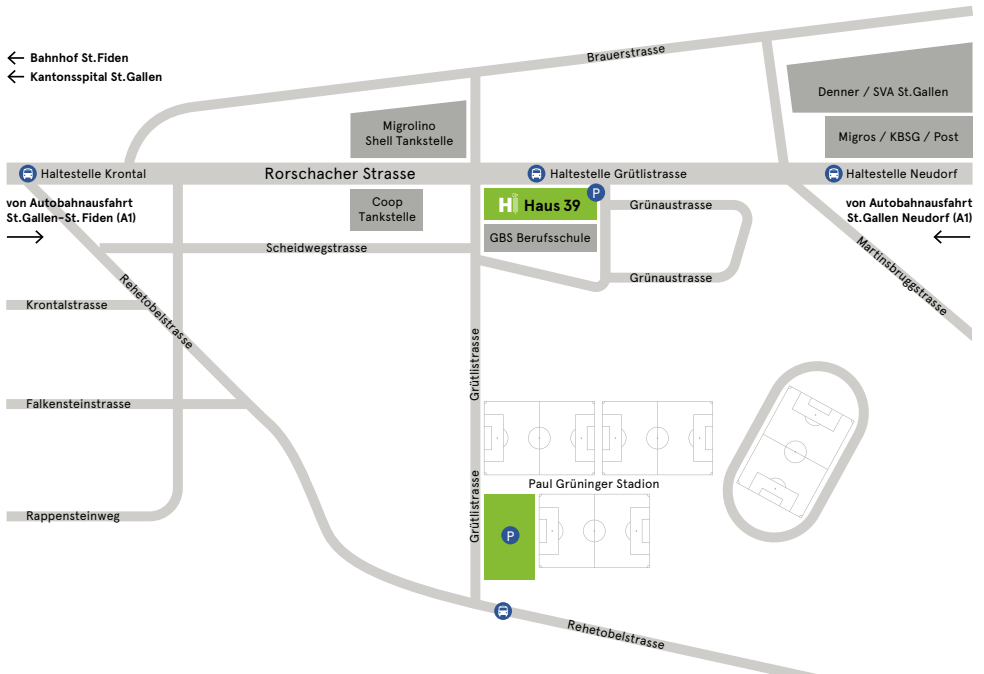 Brauerstrasse
← Bahnhof St.Fiden
← Kantonsspital St.Gallen
Denner / SVA St.Gallen
Migrolino
Shell Tankstelle
Migros / KBSG / Post
Haltestelle Krontal
Rorschacher Strasse
Haltestelle Grütlistrasse
Haltestelle Neudorf
von Autobahnausfahrt
St.Gallen–St. Fiden (A1)
→
Coop
Tankstelle
H Haus 39
P
GBS Berufsschule
Grünaustrasse
von Autobahnausfahrt
St.Gallen Neudorf (A1)
←
Scheidwegstrasse
Grünaustrasse
Martinsbruggstrasse
Krontalstrasse
Rehetobelstrasse
Grütlistrasse
Falkensteinstrasse
Paul Grüninger Stadion
Grütlistrasse
Rappensteinweg
P
Rehetobelstrasse